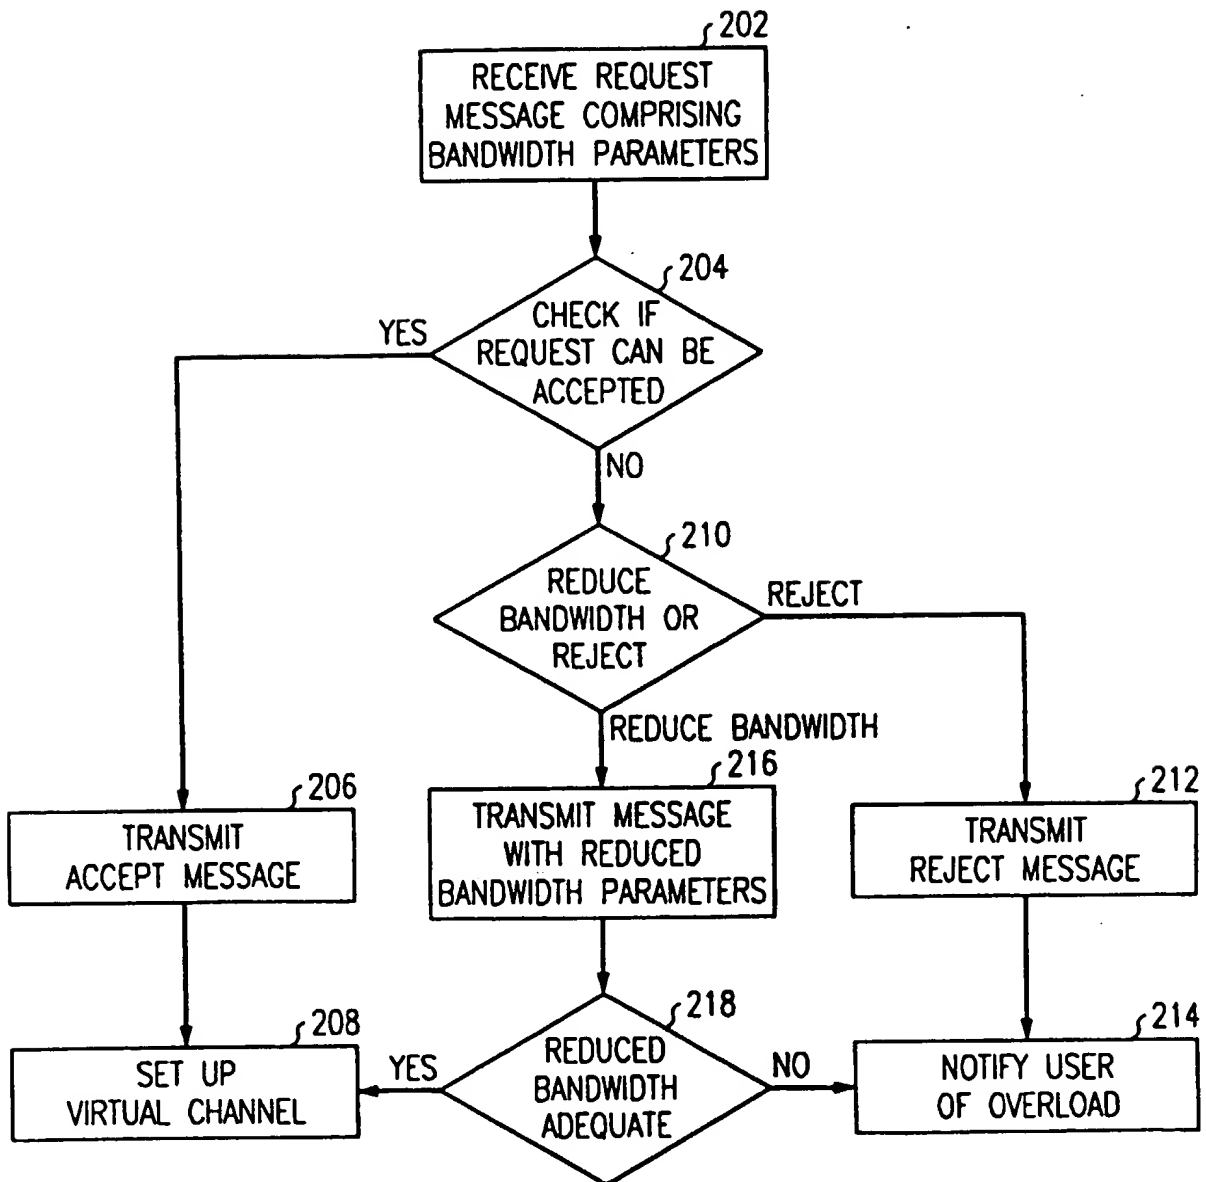 202
RECEIVE REQUEST
MESSAGE COMPRISING
BANDWIDTH PARAMETERS
204
CHECK IF
REQUEST CAN BE
ACCEPTED
YES
NO
210
REDUCE
BANDWIDTH OR
REJECT
REJECT
REDUCE BANDWIDTH
206
TRANSMIT
ACCEPT MESSAGE
216
TRANSMIT MESSAGE
WITH REDUCED
BANDWIDTH PARAMETERS
212
TRANSMIT
REJECT MESSAGE
208
SET UP
VIRTUAL CHANNEL
YES
218
REDUCED
BANDWIDTH
ADEQUATE
NO
214
NOTIFY USER
OF OVERLOAD